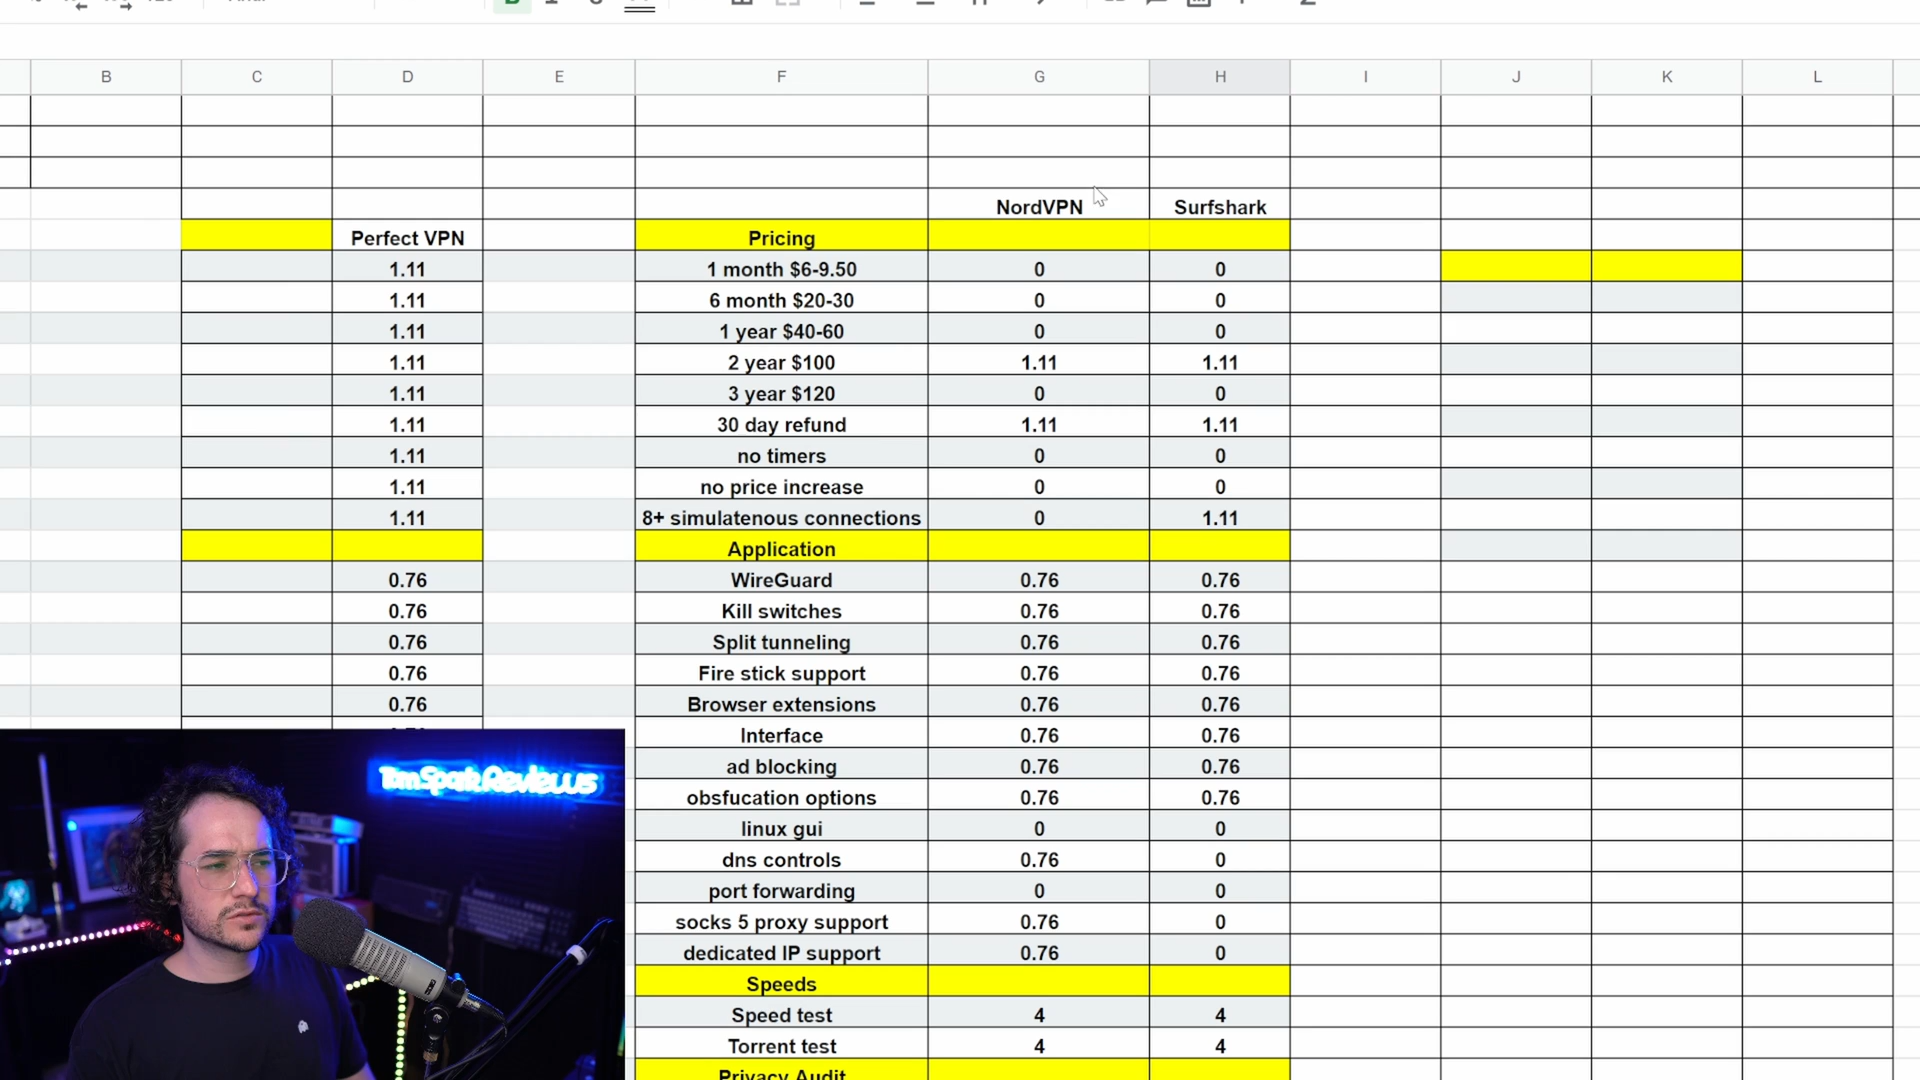 B C D E F G H I J K L
NordVPN Surfshark
Perfect VPN Pricing
1.11 1 month $6-9.50 0 0
1.11 6 month $20-30 0 0
1.11 1 year $40-60 0 0
1.11 2 year $100 1.11 1.11
1.11 3 year $120 0 0
1.11 30 day refund 1.11 1.11
1.11 no timers 0 0
1.11 no price increase 0 0
1.11 8+ simulatenous connections 0 1.11
Application
0.76 WireGuard 0.76 0.76
0.76 Kill switches 0.76 0.76
0.76 Split tunneling 0.76 0.76
0.76 Fire stick support 0.76 0.76
0.76 Browser extensions 0.76 0.76
Interface 0.76 0.76
ad blocking 0.76 0.76
obsfucation options 0.76 0.76
linux gui 0 0
dns controls 0.76 0
port forwarding 0 0
socks 5 proxy support 0.76 0
dedicated IP support 0.76 0
Speeds
Speed test 4 4
Torrent test 4 4
Privacy Audit
TomSparkReviews